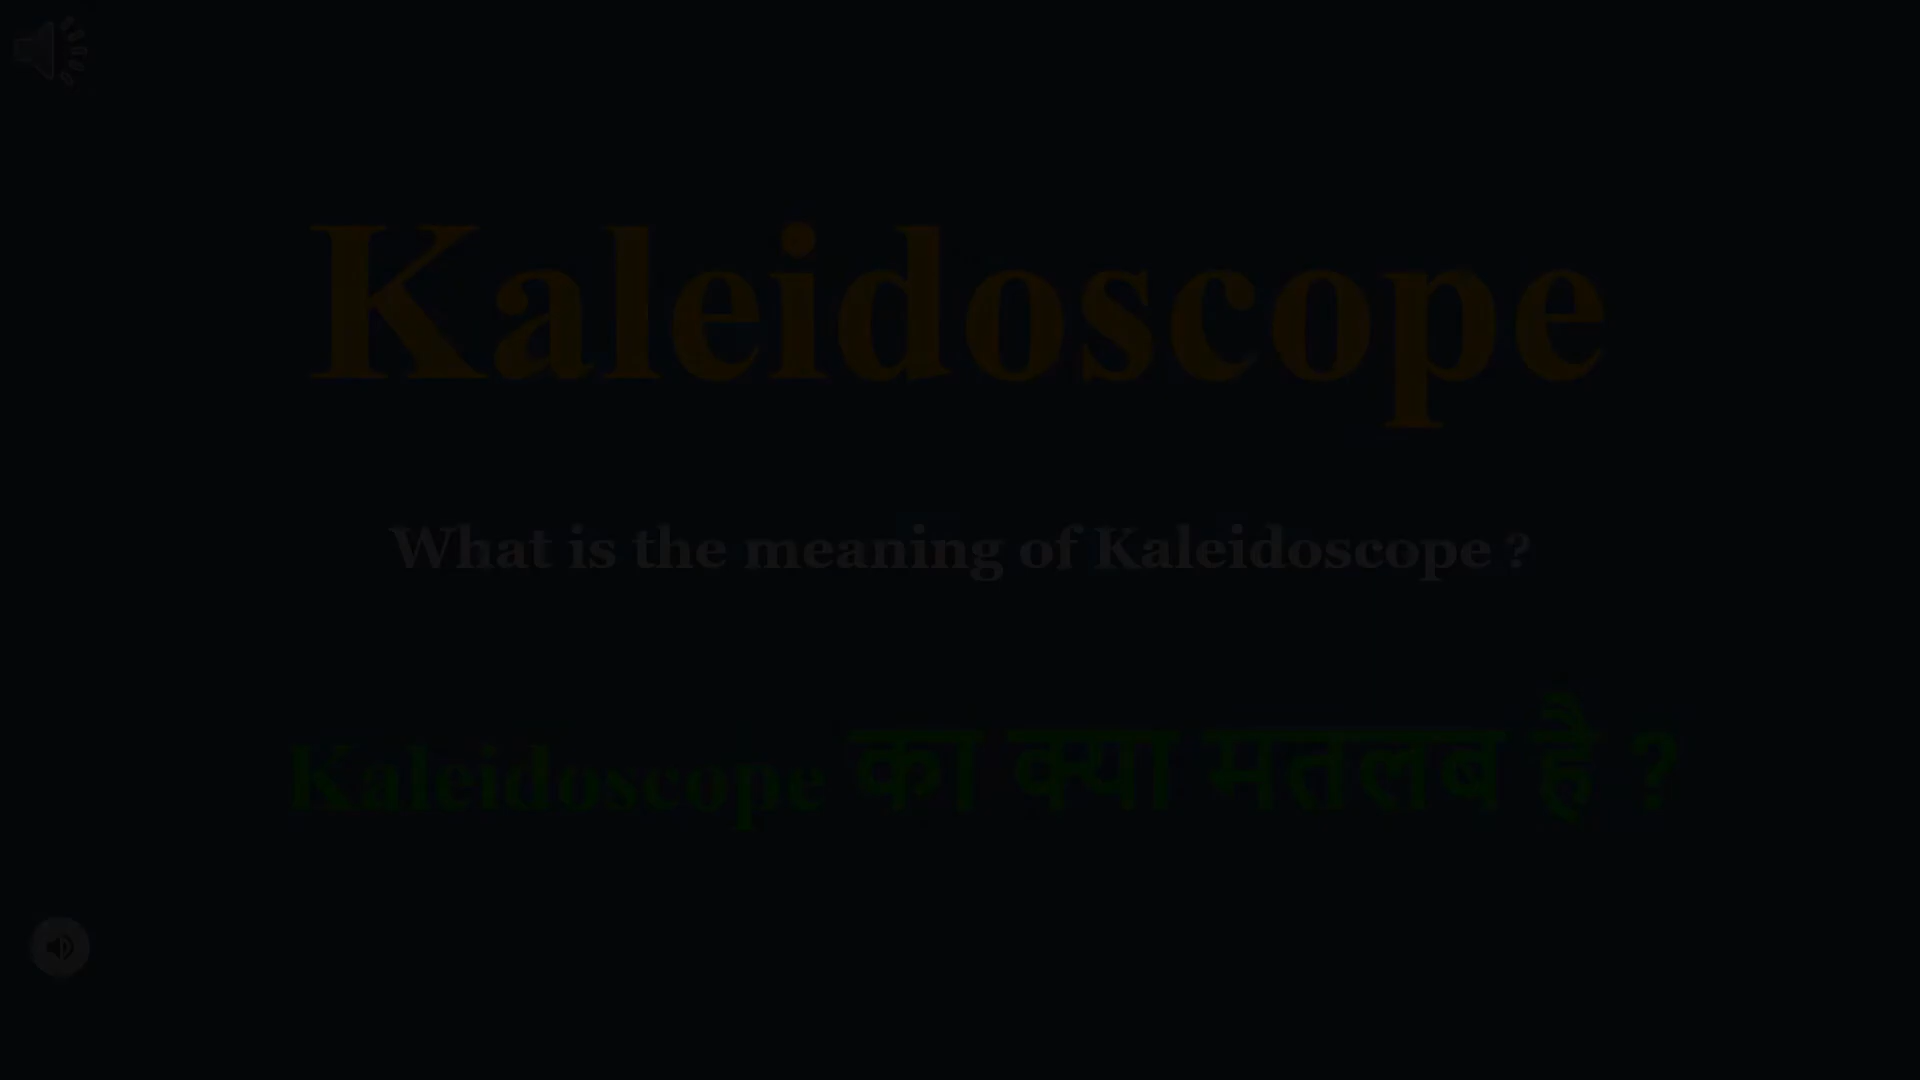 Kaleidoscope
What is the meaning of Kaleidoscope ?
Kaleidoscope का क्या मतलब है ?